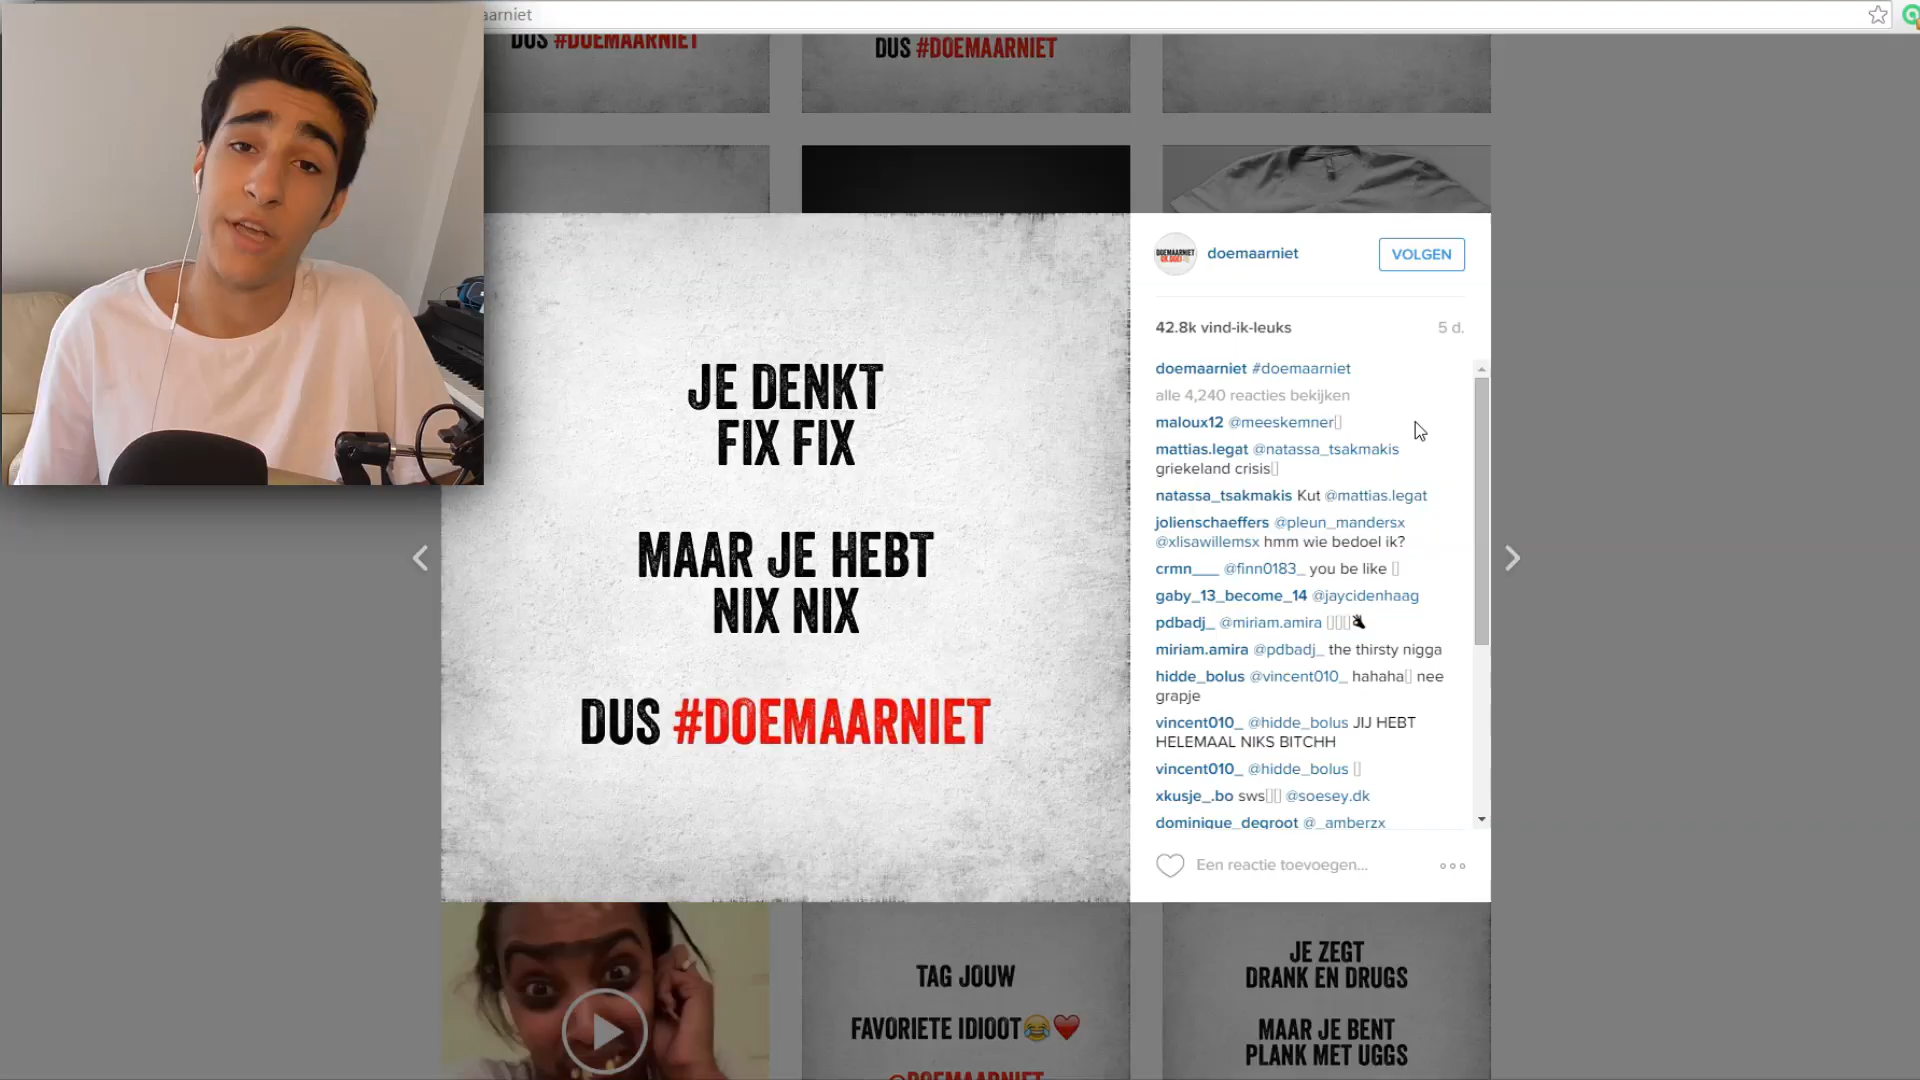 aarniet
DUS #DOEMAARNIET
DUS #DOEMAARNIET
JE DENKT
FIX FIX
MAAR JE HEBT
NIX NIX
DUS #DOEMAARNIET
doemaarniet
VOLGEN
42.8k vind-ik-leuks
5 d.
doemaarniet #doemaarniet
alle 4,240 reacties bekijken
maloux12 @meeskemner
mattias.legat @natassa_tsakmakis
griekeland crisis
natassa_tsakmakis Kut @mattias.legat
jolienschaeffers @pleun_mandersx
@xlisawillemsx hmm wie bedoel ik?
crmn___ @finn0183_ you be like
gaby_13_become_14 @jaycidenhaag
pdbadj_ @miriam.amira
miriam.amira @pdbadj_ the thirsty nigga
hidde_bolus @vincent010_ hahaha nee
grapje
vincent010_ @hidde_bolus JIJ HEBT
HELEMAAL NIKS BITCHH
vincent010_ @hidde_bolus
xkusje_.bo sws @soesey.dk
dominique_degroot @_amberzx
Een reactie toevoegen...
TAG JOUW
FAVORIETE IDIOOT😂❤️
@DOEMAARNIET
JE ZEGT
DRANK EN DRUGS
MAAR JE BENT
PLANK MET UGGS